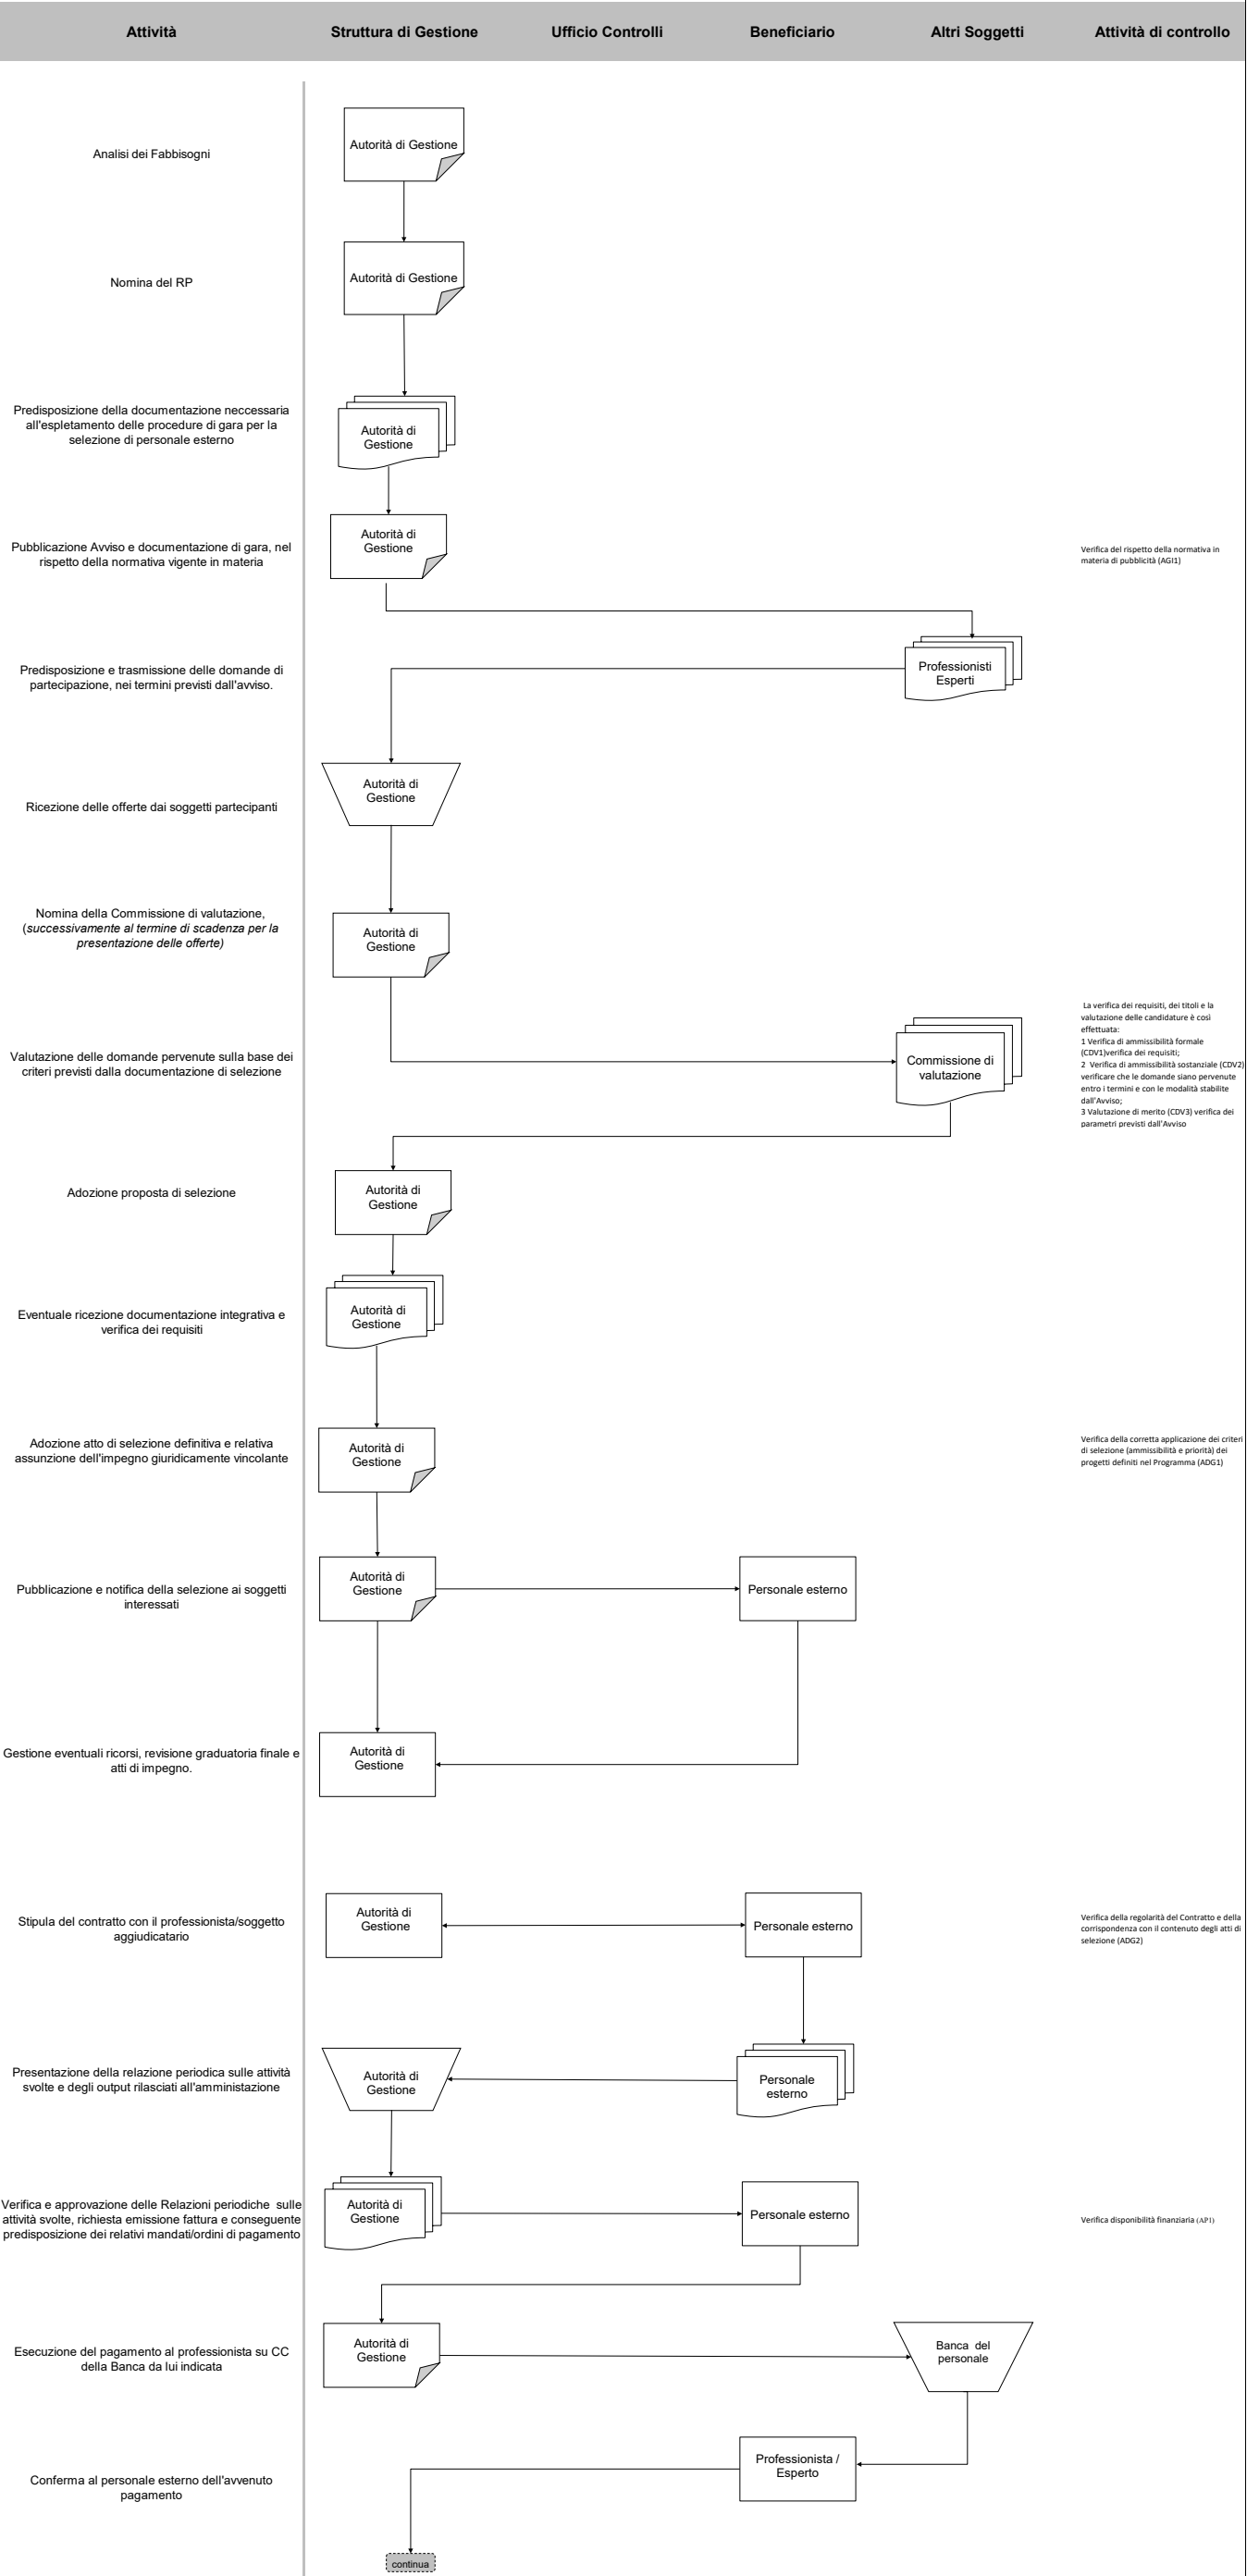 Attività Struttura di Gestione Ufficio Controlli Beneficiario Altri Soggetti Attività di controllo
Analisi dei Fabbisogni
Autorità di Gestione
Nomina del RP
Autorità di Gestione
Predisposizione della documentazione neccessaria
all'espletamento delle procedure di gara per la
selezione di personale esterno
Autorità di
Gestione
Pubblicazione Avviso e documentazione di gara, nel
rispetto della normativa vigente in materia
Autorità di
Gestione
Verifica del rispetto della normativa in
materia di pubblicità (AGI1)
Predisposizione e trasmissione delle domande di
partecipazione, nei termini previsti dall'avviso.
Professionisti
Esperti
Ricezione delle offerte dai soggetti partecipanti
Autorità di
Gestione
Nomina della Commissione di valutazione,
(successivamente al termine di scadenza per la
presentazione delle offerte)
Autorità di
Gestione
Valutazione delle domande pervenute sulla base dei
criteri previsti dalla documentazione di selezione
Commissione di
valutazione
La verifica dei requisiti, dei titoli e la
valutazione delle candidature è così
effettuata:
1 Verifica di ammissibilità formale
(CDV1)verifica dei requisiti;
2 Verifica di ammissibilità sostanziale (CDV2)
verificare che le domande siano pervenute
entro i termini e con le modalità stabilite
dall'Avviso;
3 Valutazione di merito (CDV3) verifica dei
parametri previsti dall'Avviso
Adozione proposta di selezione
Autorità di
Gestione
Eventuale ricezione documentazione integrativa e
verifica dei requisiti
Autorità di
Gestione
Adozione atto di selezione definitiva e relativa
assunzione dell'impegno giuridicamente vincolante
Autorità di
Gestione
Verifica della corretta applicazione dei criteri
di selezione (ammissibilità e priorità) dei
progetti definiti nel Programma (ADG1)
Pubblicazione e notifica della selezione ai soggetti
interessati
Autorità di
Gestione
Personale esterno
Gestione eventuali ricorsi, revisione graduatoria finale e
atti di impegno.
Autorità di
Gestione
Stipula del contratto con il professionista/soggetto
aggiudicatario
Autorità di
Gestione
Personale esterno
Verifica della regolarità del Contratto e della
corrispondenza con il contenuto degli atti di
selezione (ADG2)
Presentazione della relazione periodica sulle attività
svolte e degli output rilasciati all'amministazione
Autorità di
Gestione
Personale
esterno
Verifica e approvazione delle Relazioni periodiche sulle
attività svolte, richiesta emissione fattura e conseguente
predisposizione dei relativi mandati/ordini di pagamento
Autorità di
Gestione
Personale esterno
Verifica disponibilità finanziaria (AP1)
Esecuzione del pagamento al professionista su CC
della Banca da lui indicata
Autorità di
Gestione
Banca del
personale
Conferma al personale esterno dell'avvenuto
pagamento
Professionista /
Esperto
continua